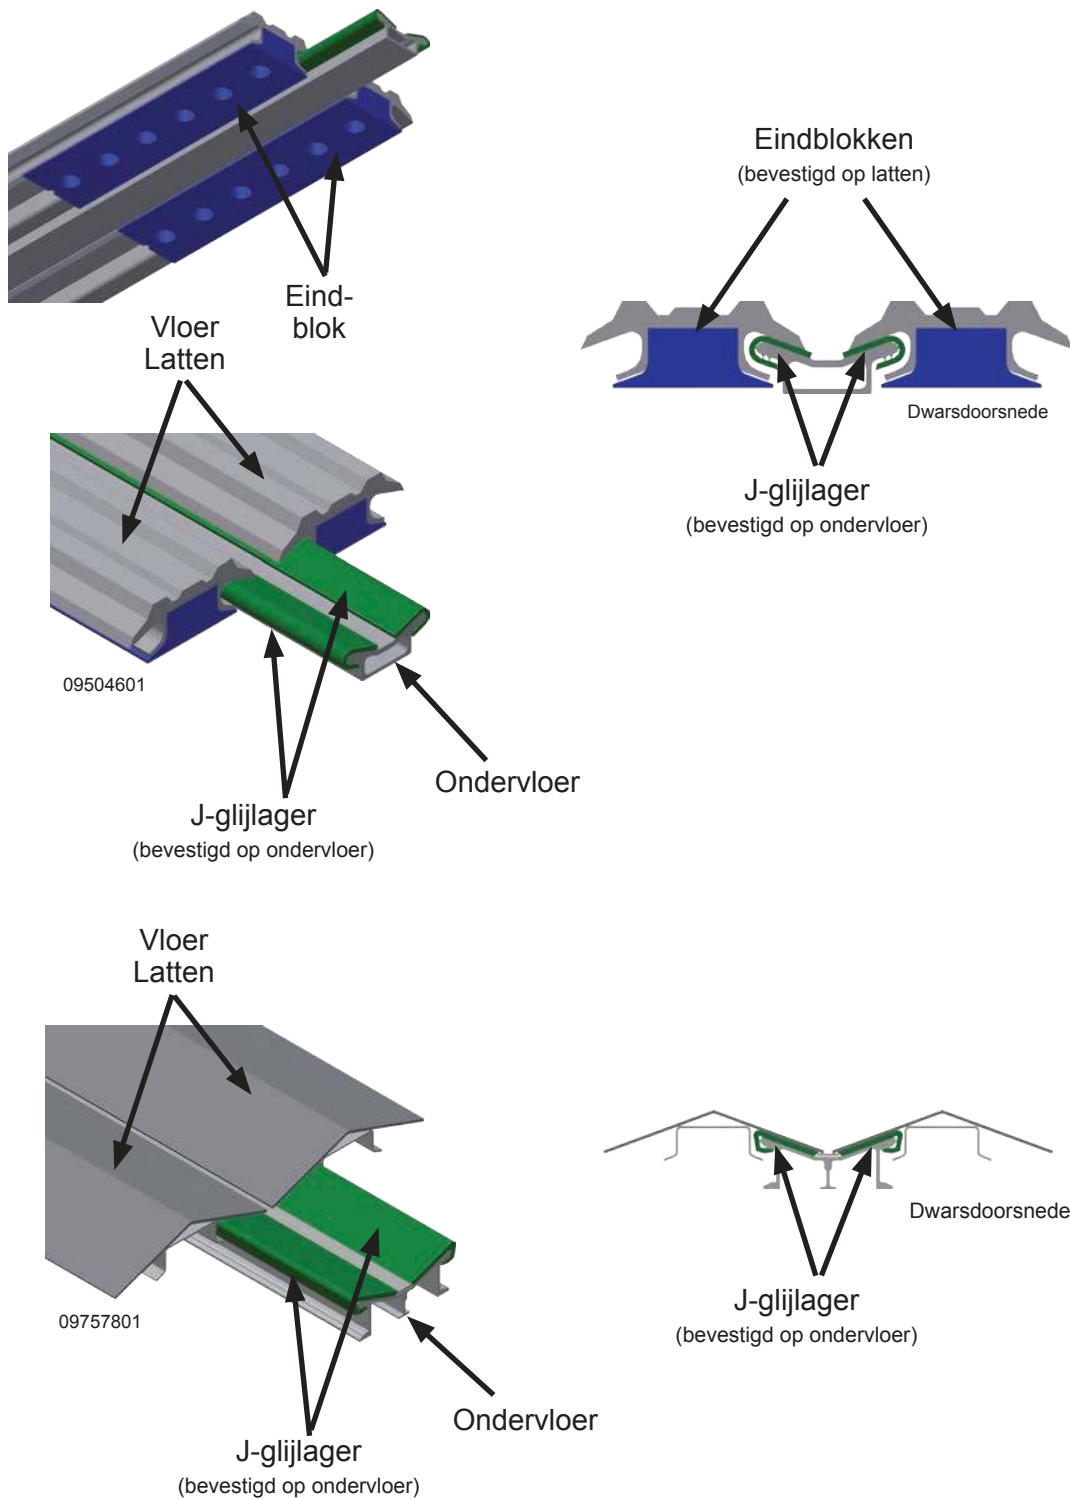 Eind-
blok
Vloer
Latten
Eindblokken
(bevestigd op latten)
Dwarsdoorsnede
J-glijlager
(bevestigd op ondervloer)
09504601
Ondervloer
J-glijlager
(bevestigd op ondervloer)
Vloer
Latten
09757801
Ondervloer
J-glijlager
(bevestigd op ondervloer)
Dwarsdoorsnede
J-glijlager
(bevestigd op ondervloer)